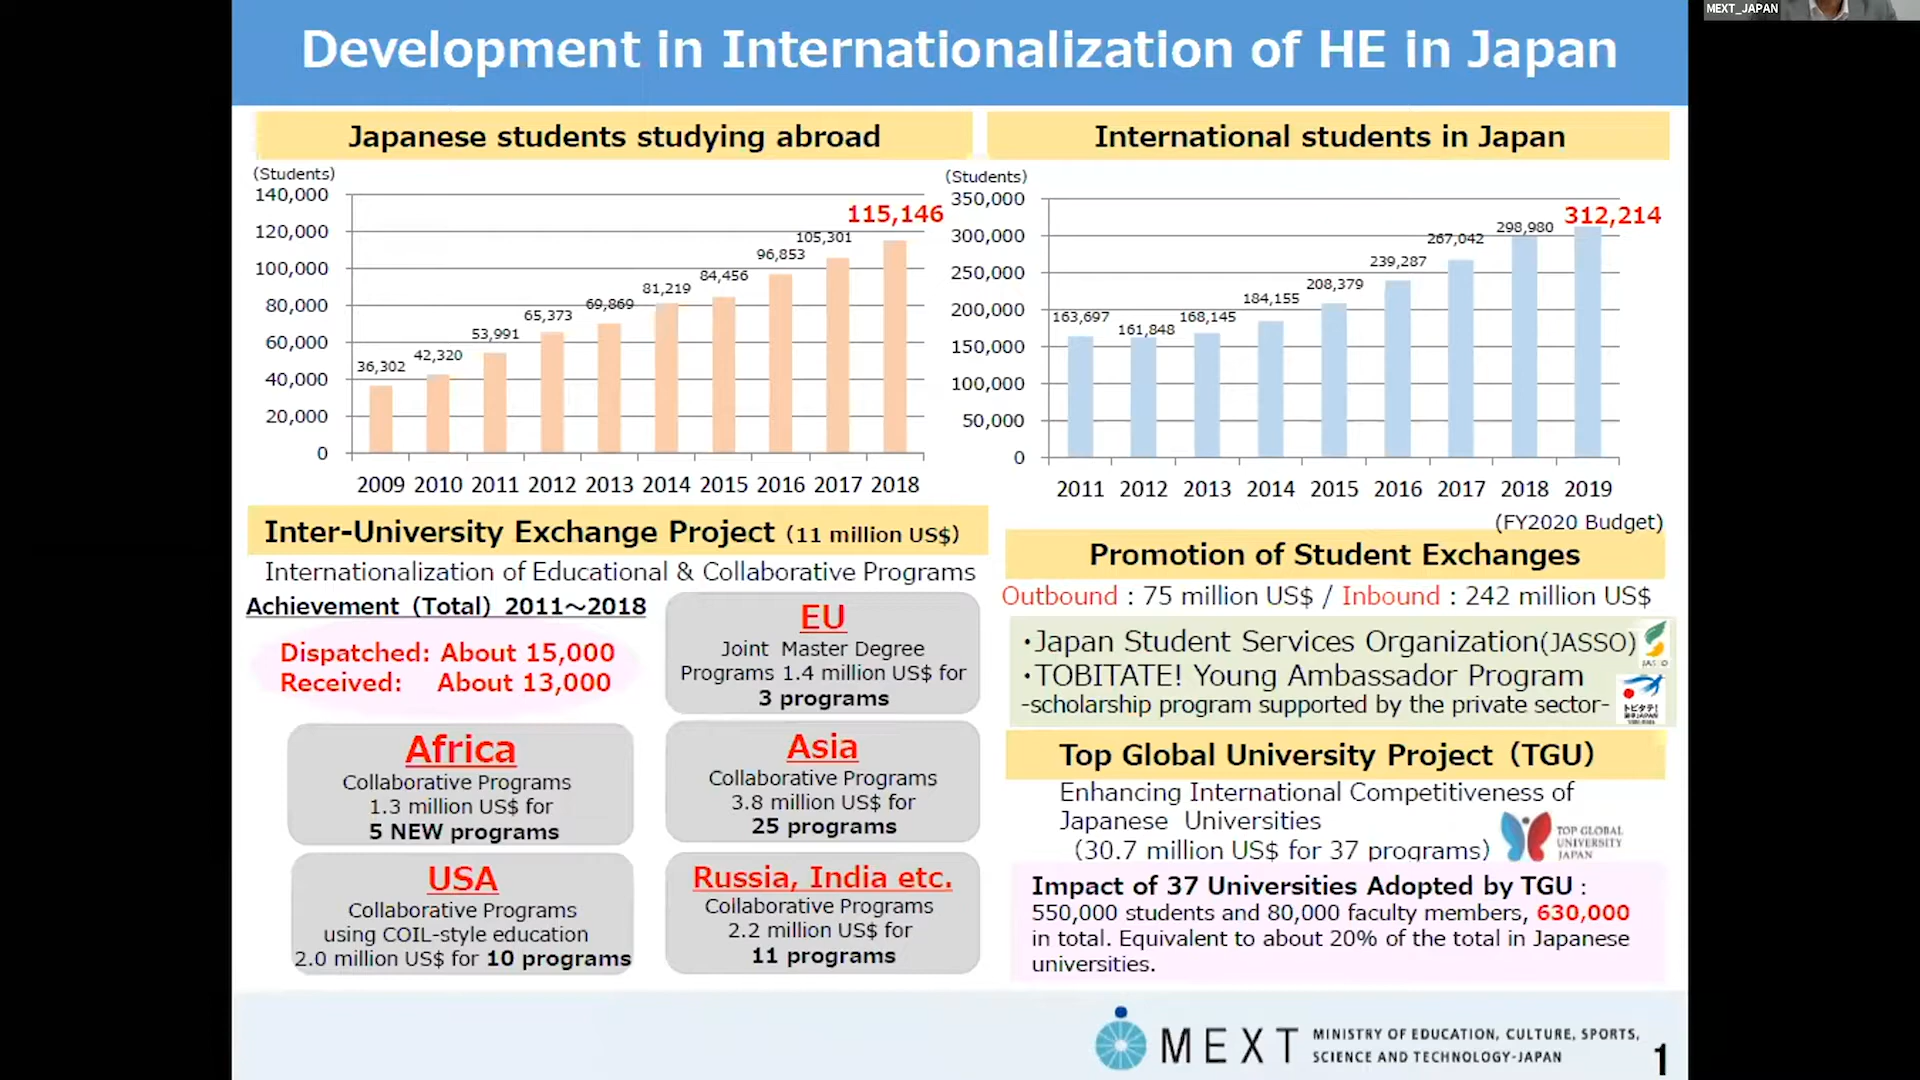 MEXT_JAPAN
Development in Internationalization of HE in Japan
Japanese students studying abroad
(Students)
140,000
120,000
100,000
80,000
60,000
40,000
20,000
0
36,302
42,320
53,991
65,373
69,869
81,219
84,456
96,853
105,301
115,146
2009 2010 2011 2012 2013 2014 2015 2016 2017 2018
International students in Japan
(Students)
350,000
300,000
250,000
200,000
150,000
100,000
50,000
0
163,697
161,848
168,145
184,155
208,379
239,287
267,042
298,980
312,214
2011 2012 2013 2014 2015 2016 2017 2018 2019
Inter-University Exchange Project (11 million US$)
Internationalization of Educational & Collaborative Programs
Achievement（Total）2011～2018
Dispatched: About 15,000
Received: About 13,000
EU
Joint Master Degree
Programs 1.4 million US$ for
3 programs
Africa
Collaborative Programs
1.3 million US$ for
5 NEW programs
Asia
Collaborative Programs
3.8 million US$ for
25 programs
USA
Collaborative Programs
using COIL-style education
2.0 million US$ for 10 programs
Russia, India etc.
Collaborative Programs
2.2 million US$ for
11 programs
(FY2020 Budget)
Promotion of Student Exchanges
Outbound : 75 million US$ / Inbound : 242 million US$
・Japan Student Services Organization(JASSO)
JASSO
・TOBITATE! Young Ambassador Program
-scholarship program supported by the private sector-
トビタテ!
Top Global University Project（TGU）
Enhancing International Competitiveness of
Japanese Universities
（30.7 million US$ for 37 programs)
TOP GLOBAL
UNIVERSITY
JAPAN
Impact of 37 Universities Adopted by TGU :
550,000 students and 80,000 faculty members, 630,000
in total. Equivalent to about 20% of the total in Japanese
universities.
MEXT
MINISTRY OF EDUCATION, CULTURE, SPORTS,
SCIENCE AND TECHNOLOGY-JAPAN
1